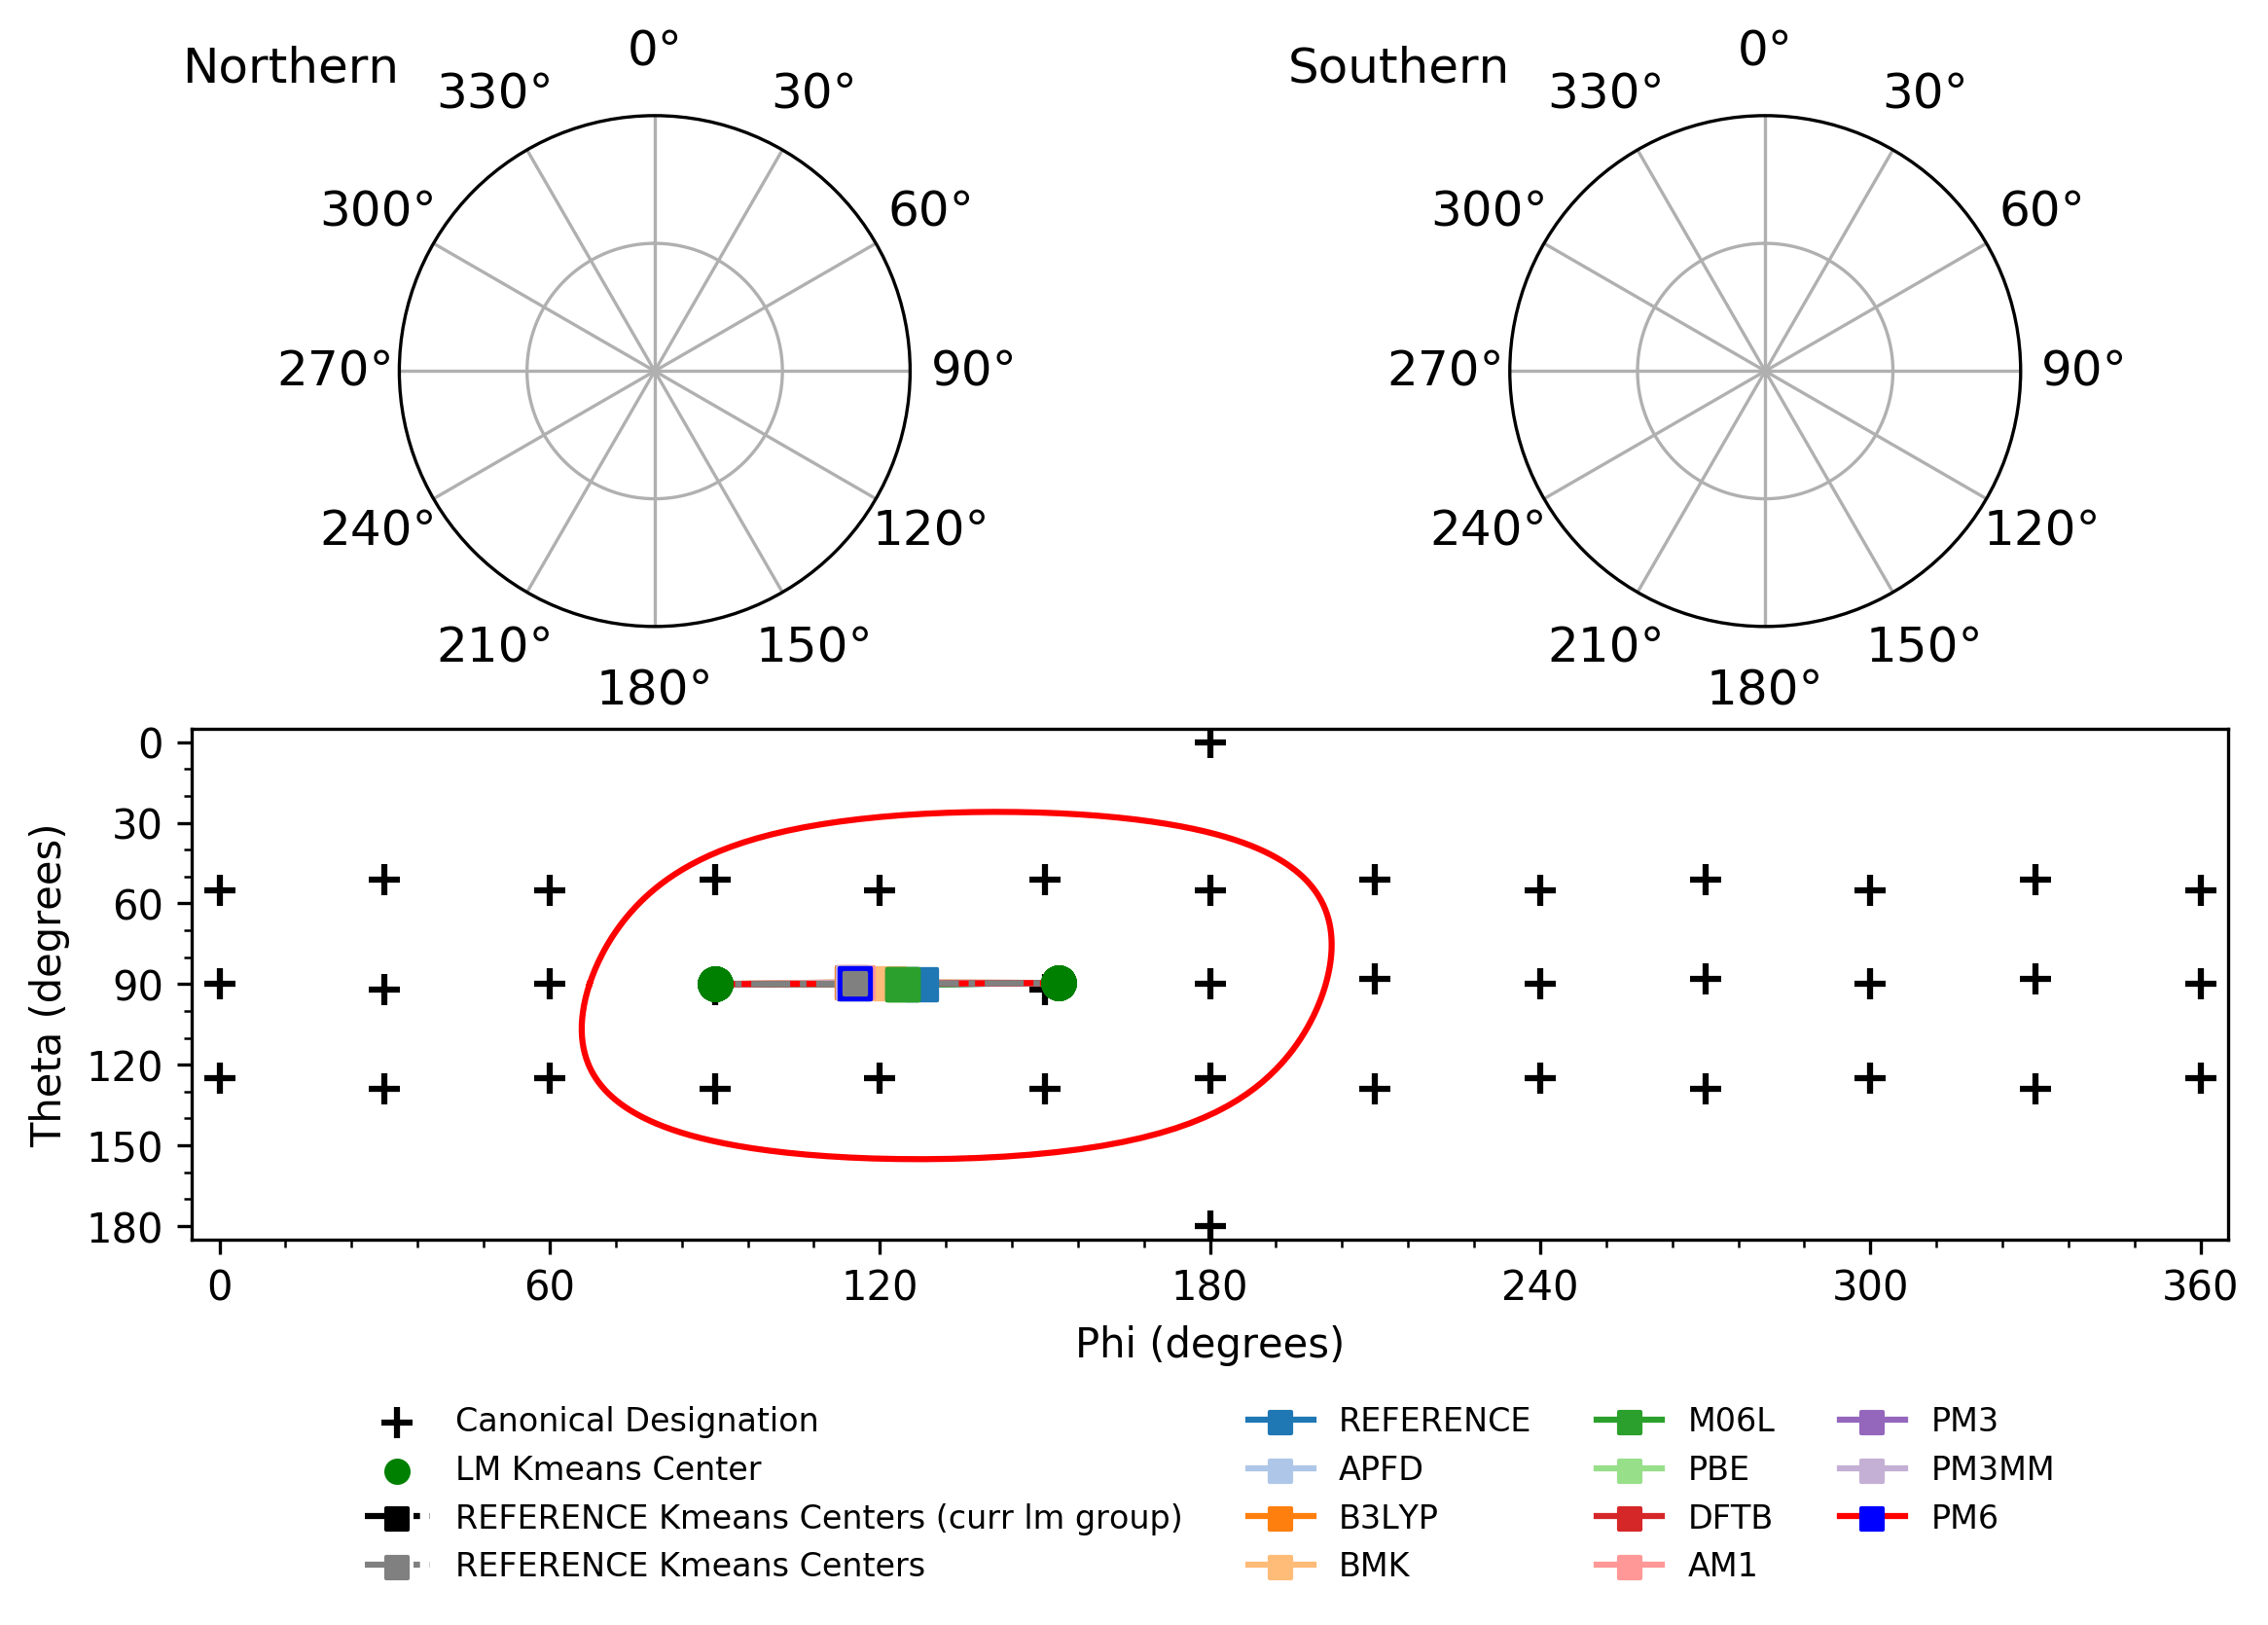 Northern
0°
30°
60°
90°
120°
150°
180°
210°
240°
270°
300°
330°
Southern
0°
30°
60°
90°
120°
150°
180°
210°
240°
270°
300°
330°
Theta (degrees)
0
30
60
90
120
150
180
0 60 120 180 240 300 360
Phi (degrees)
Canonical Designation
LM Kmeans Center
REFERENCE Kmeans Centers (curr lm group)
REFERENCE Kmeans Centers
REFERENCE
APFD
B3LYP
BMK
M06L
PBE
DFTB
AM1
PM3
PM3MM
PM6